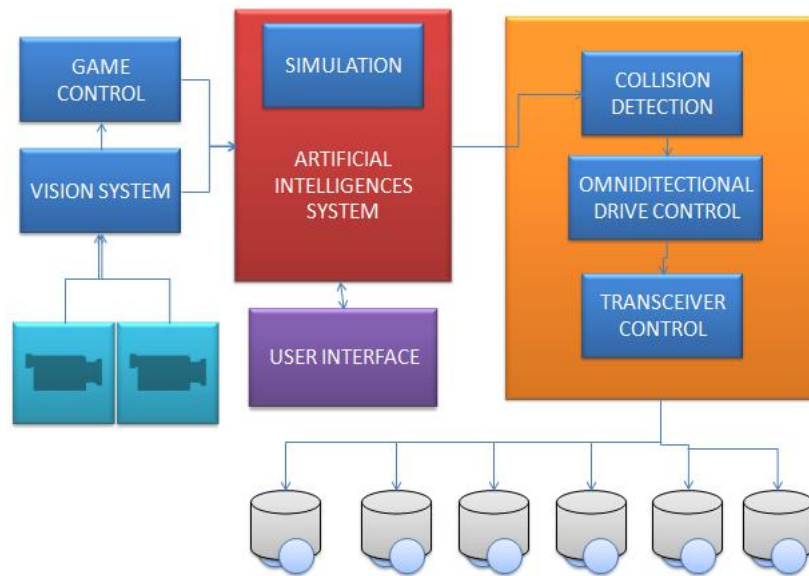 GAME
CONTROL
VISION SYSTEM
SIMULATION
ARTIFICIAL
INTELLIGENCES
SYSTEM
USER INTERFACE
COLLISION
DETECTION
OMNIDITECTIONAL
DRIVE CONTROL
TRANSCEIVER
CONTROL